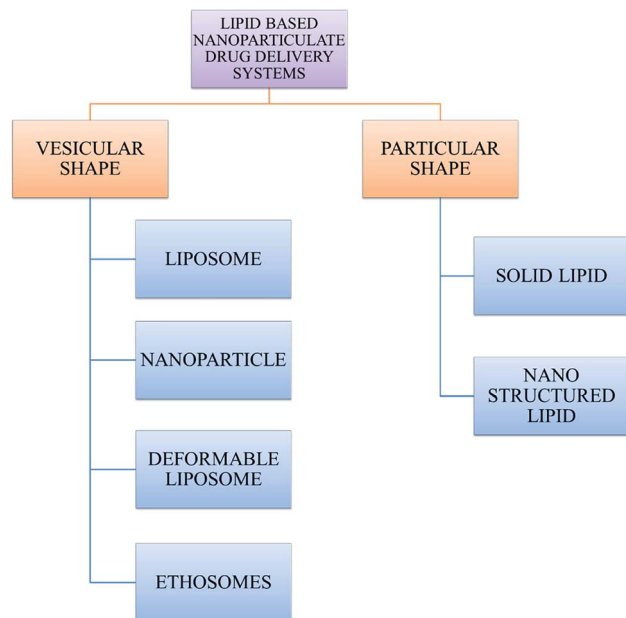 LIPID BASED
NANOPARTICULATE
DRUG DELIVERY
SYSTEMS
VESICULAR
SHAPE
PARTICULAR
SHAPE
LIPOSOME
NANOPARTICLE
DEFORMABLE
LIPOSOME
ETHOSOMES
SOLID LIPID
NANO
STRUCTURED
LIPID